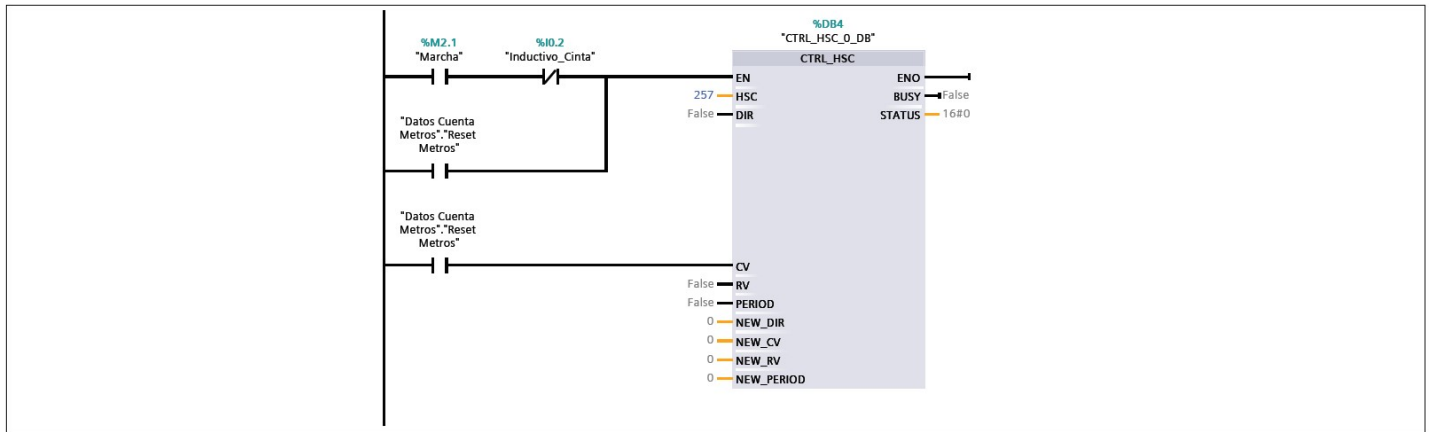 %DB4
"CTRL_HSC_0_DB"
%M2.1
"Marcha"
%I0.2
"Inductivo_Cinta"
CTRL_HSC
EN
ENO
257
HSC
BUSY
False
False
DIR
STATUS
16#0
"Datos Cuenta
Metros"."Reset
Metros"
"Datos Cuenta
Metros"."Reset
Metros"
CV
False
RV
False
PERIOD
0
NEW_DIR
0
NEW_CV
0
NEW_RV
0
NEW_PERIOD